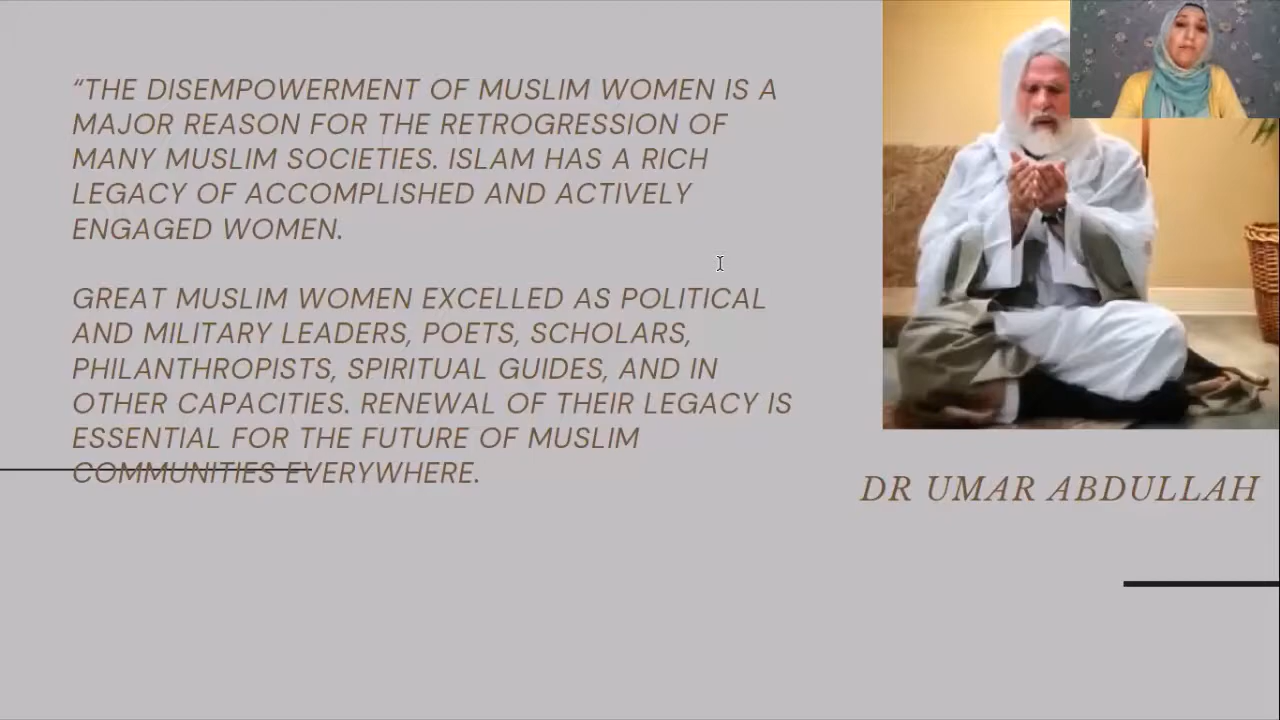 “THE DISEMPOWERMENT OF MUSLIM WOMEN IS A
MAJOR REASON FOR THE RETROGRESSION OF
MANY MUSLIM SOCIETIES. ISLAM HAS A RICH
LEGACY OF ACCOMPLISHED AND ACTIVELY
ENGAGED WOMEN.
GREAT MUSLIM WOMEN EXCELLED AS POLITICAL
AND MILITARY LEADERS, POETS, SCHOLARS,
PHILANTHROPISTS, SPIRITUAL GUIDES, AND IN
OTHER CAPACITIES. RENEWAL OF THEIR LEGACY IS
ESSENTIAL FOR THE FUTURE OF MUSLIM
COMMUNITIES EVERYWHERE.
DR UMAR ABDULLAH